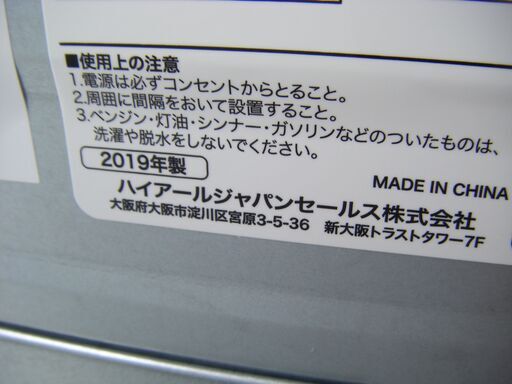 ■使用上の注意
1.電源は必ずコンセントからとること。
2.周囲に間隔をおいて設置すること。
3.ベンジン・灯油・シンナー・ガソリンなどのついたものは、
洗濯や脱水をしないでください。
2019年製
MADE IN CHINA
ハイアールジャパンセールス株式会社
大阪府大阪市淀川区宮原3-5-36 新大阪トラストタワー7F